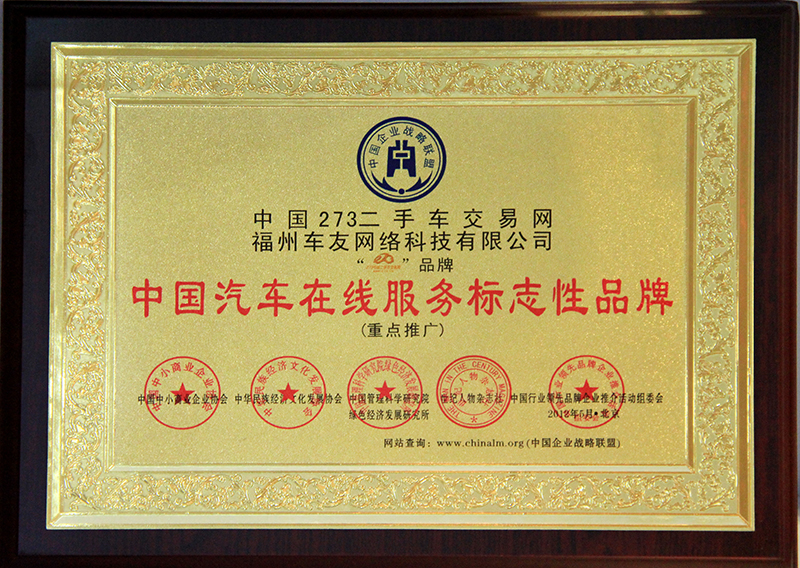 中国企业战略联盟
中国273二手车交易网
福州车友网络科技有限公司
“ ”品牌
中国汽车在线服务标志性品牌
(重点推广)
中国中小商业企业协会 中华民族经济文化发展协会 中国管理科学研究院 世纪人物杂志社 中国行业领先品牌企业推介活动组委会
绿色经济发展研究所 2012年5月·北京
网站查询：www.chinalm.org(中国企业战略联盟)